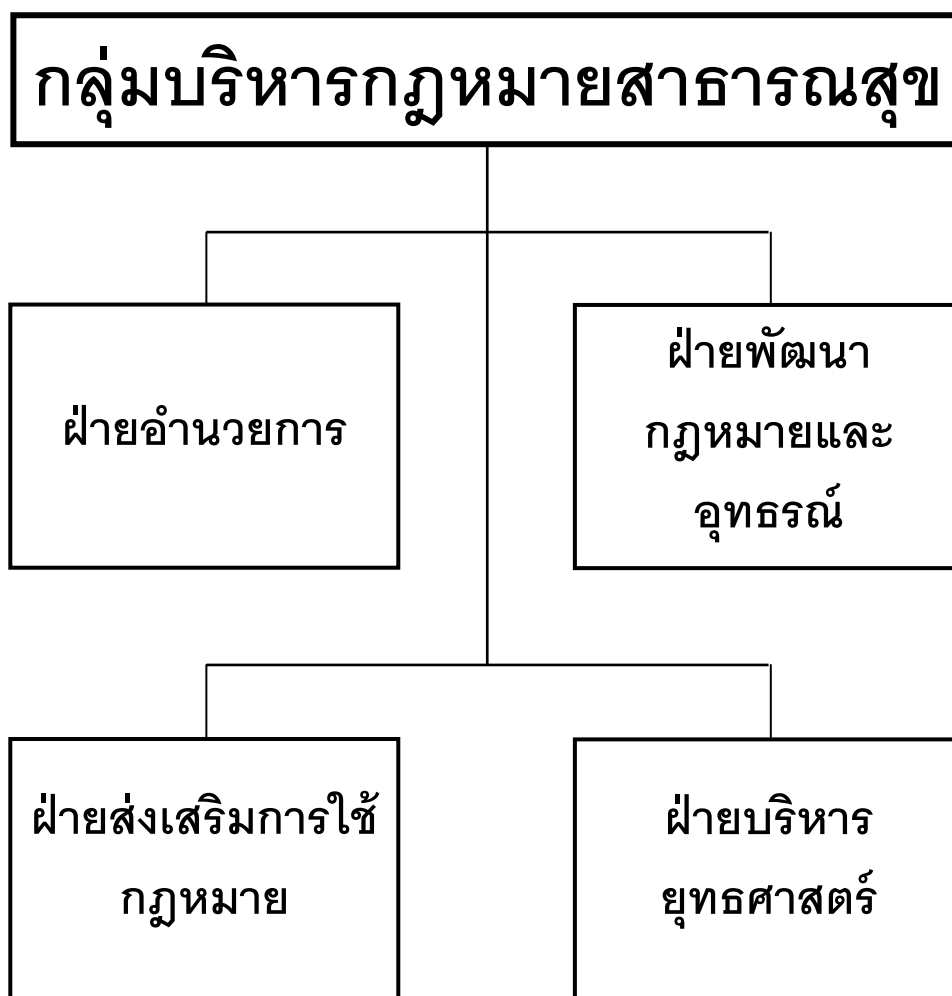 กลุ่มบริหารกฎหมายสาธารณสุข
ฝ่ายอำนวยการ
ฝ่ายพัฒนา
กฎหมายและ
อุทธรณ์
ฝ่ายส่งเสริมการใช้
กฎหมาย
ฝ่ายบริหาร
ยุทธศาสตร์